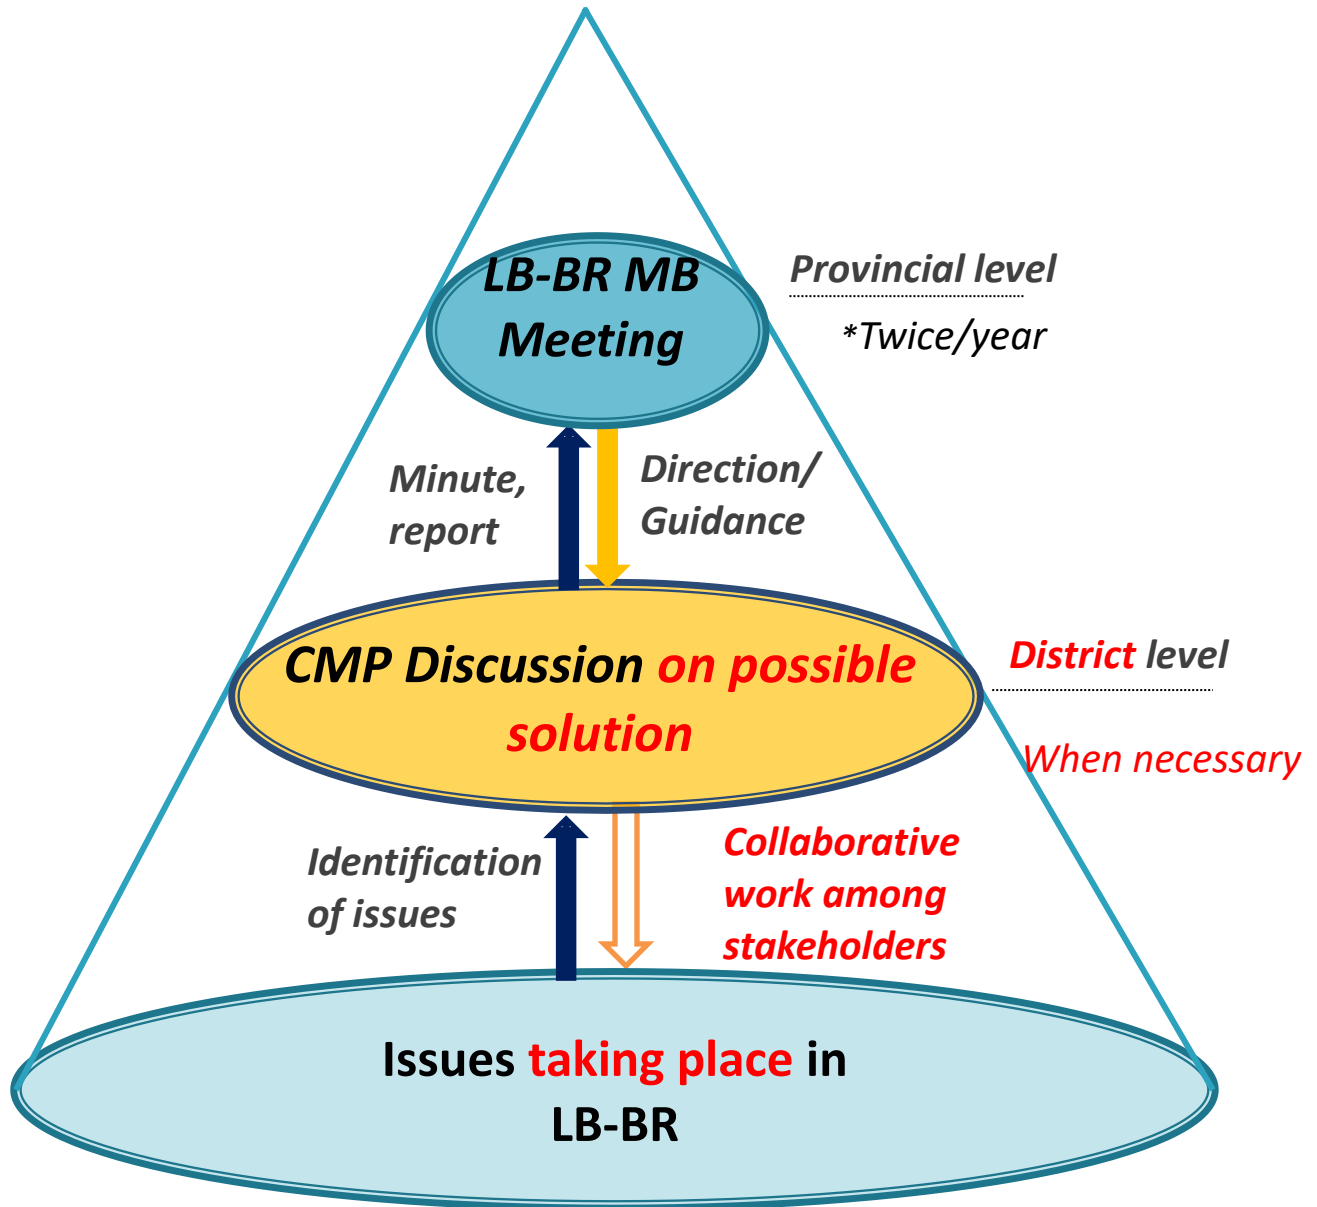 LB-BR MB
Meeting
Provincial level
*Twice/year
Minute,
report
Direction/
Guidance
CMP Discussion on possible
solution
District level
When necessary
Identification
of issues
Collaborative
work among
stakeholders
Issues taking place in
LB-BR